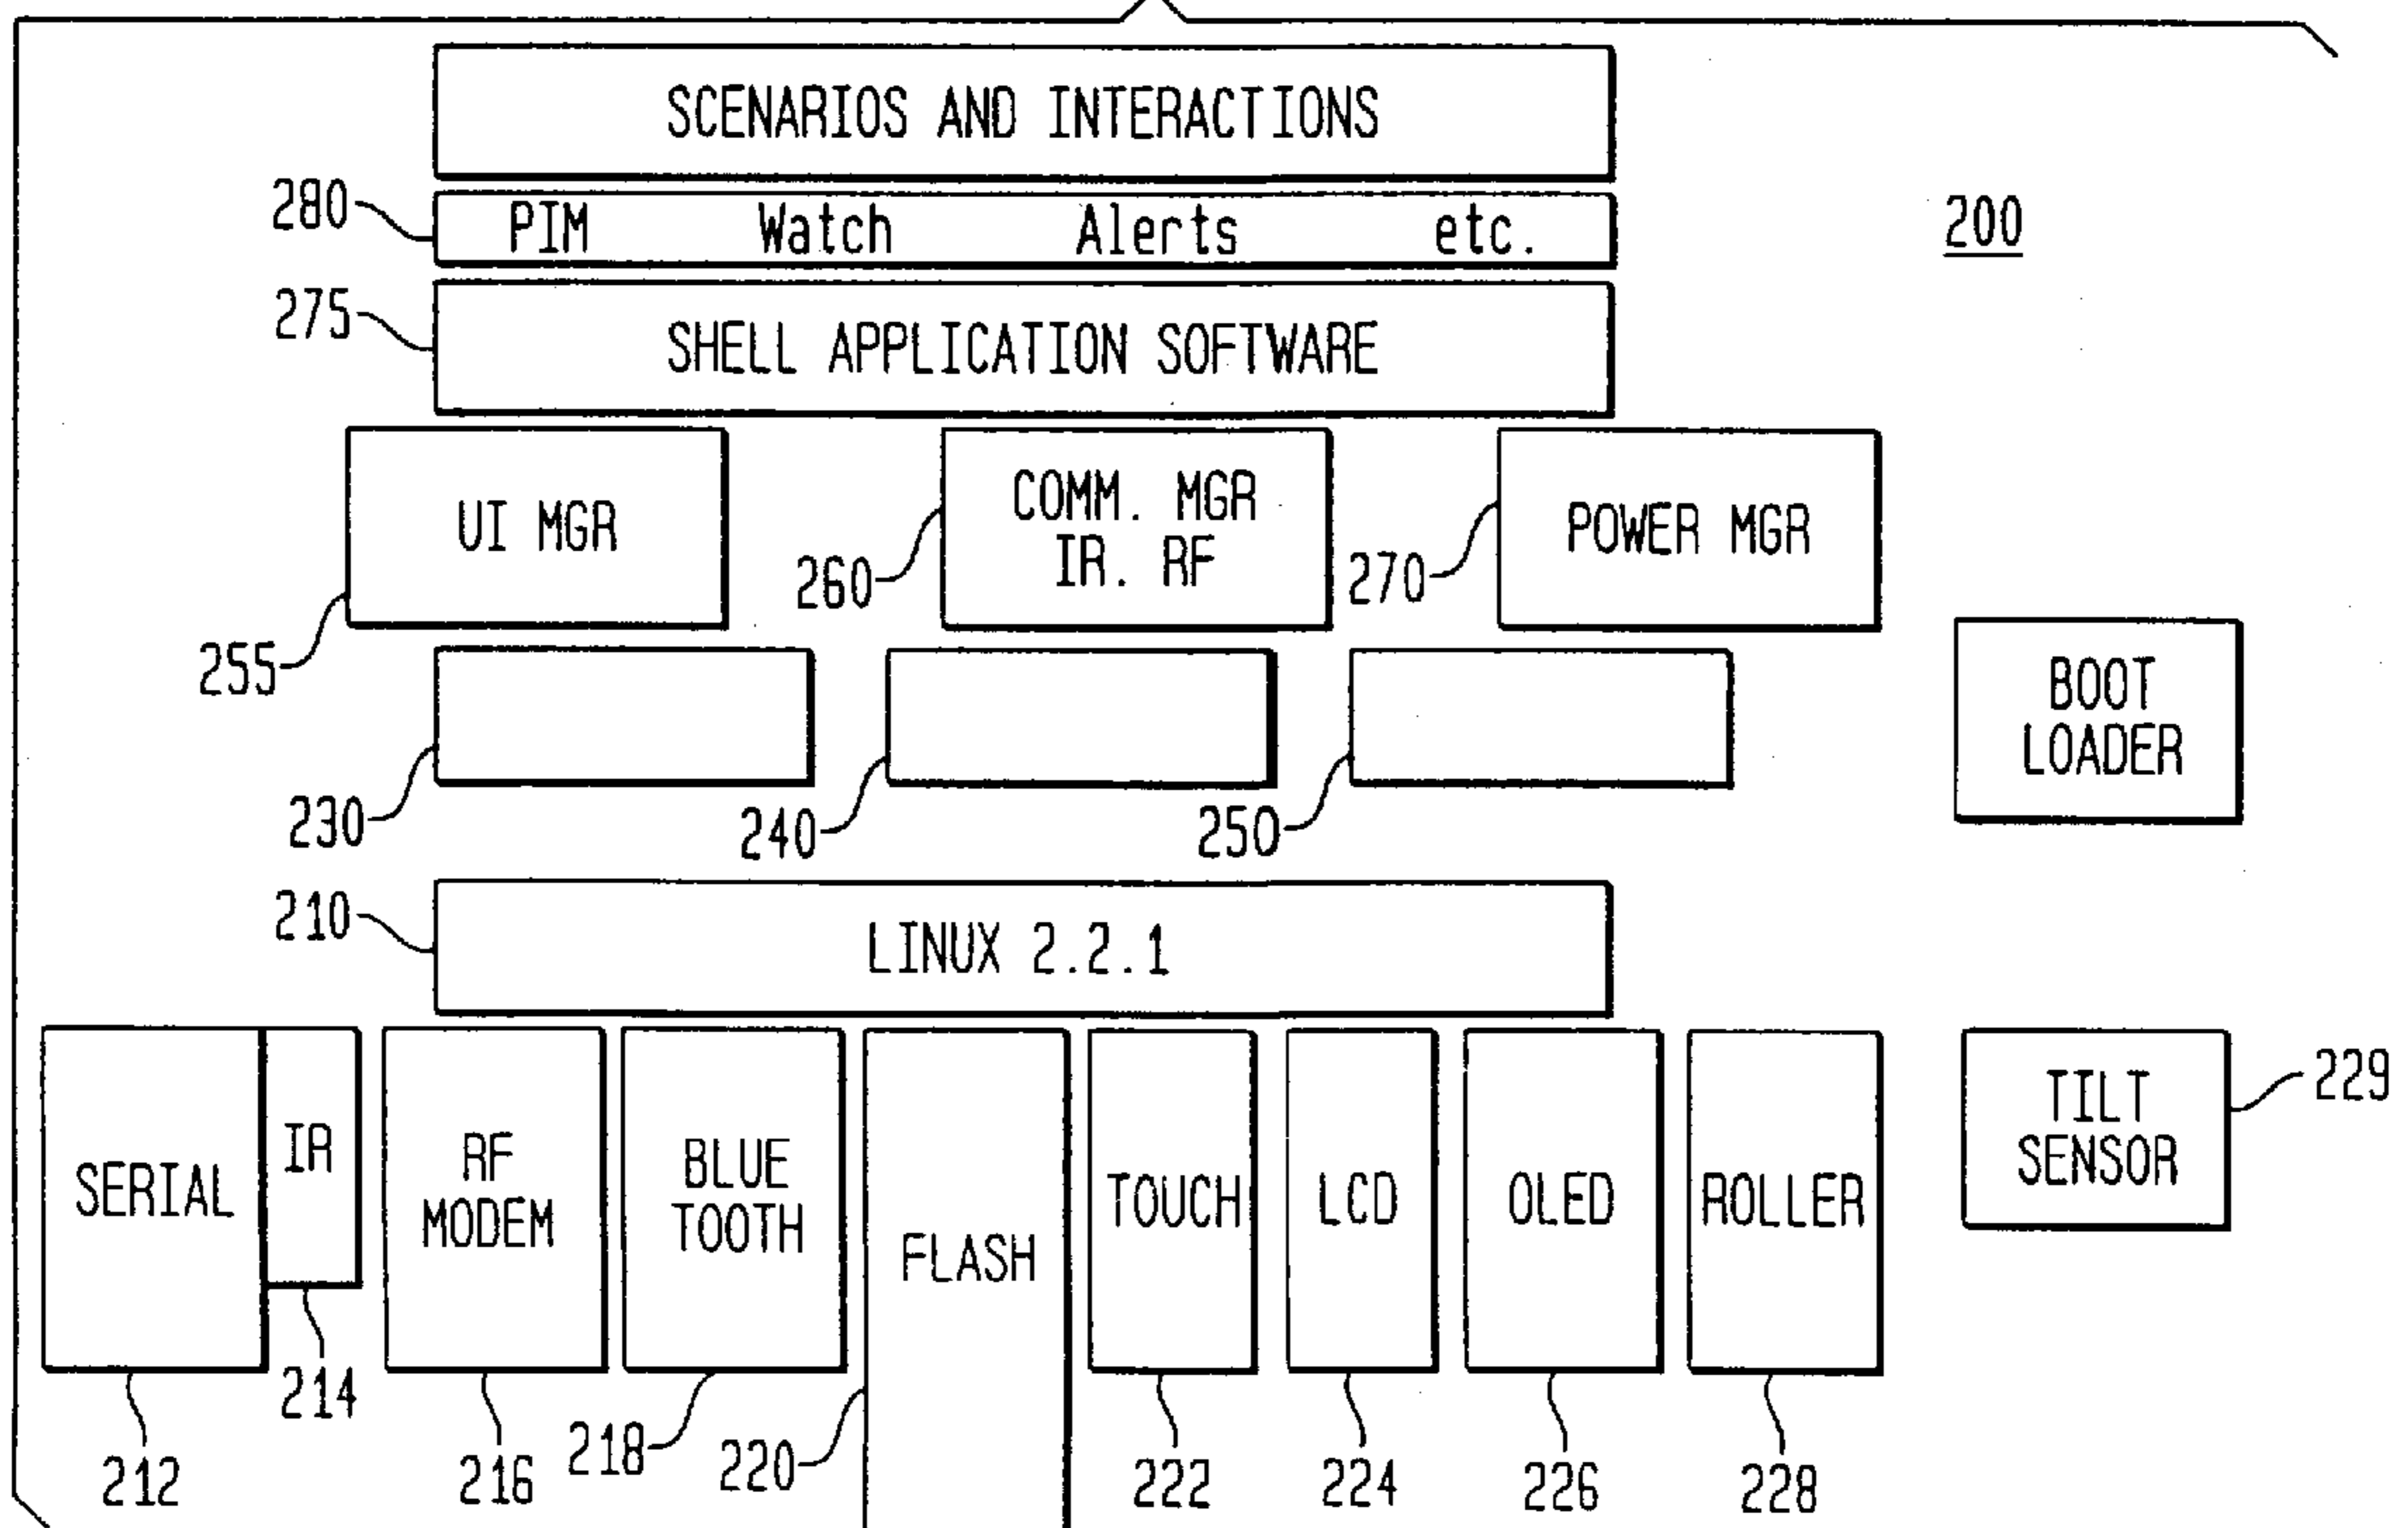 SCENARIOS AND INTERACTIONS
280
PIM Watch Alerts etc.
200
275
SHELL APPLICATION SOFTWARE
UI MGR
COMM. MGR
IR. RF
POWER MGR
260
270
255
BOOT
LOADER
230
240
250
210
LINUX 2.2.1
SERIAL
IR
RF
MODEM
BLUE
TOOTH
FLASH
TOUCH
LCD
OLED
ROLLER
TILT
SENSOR
229
214
212
216
218
220
222
224
226
228